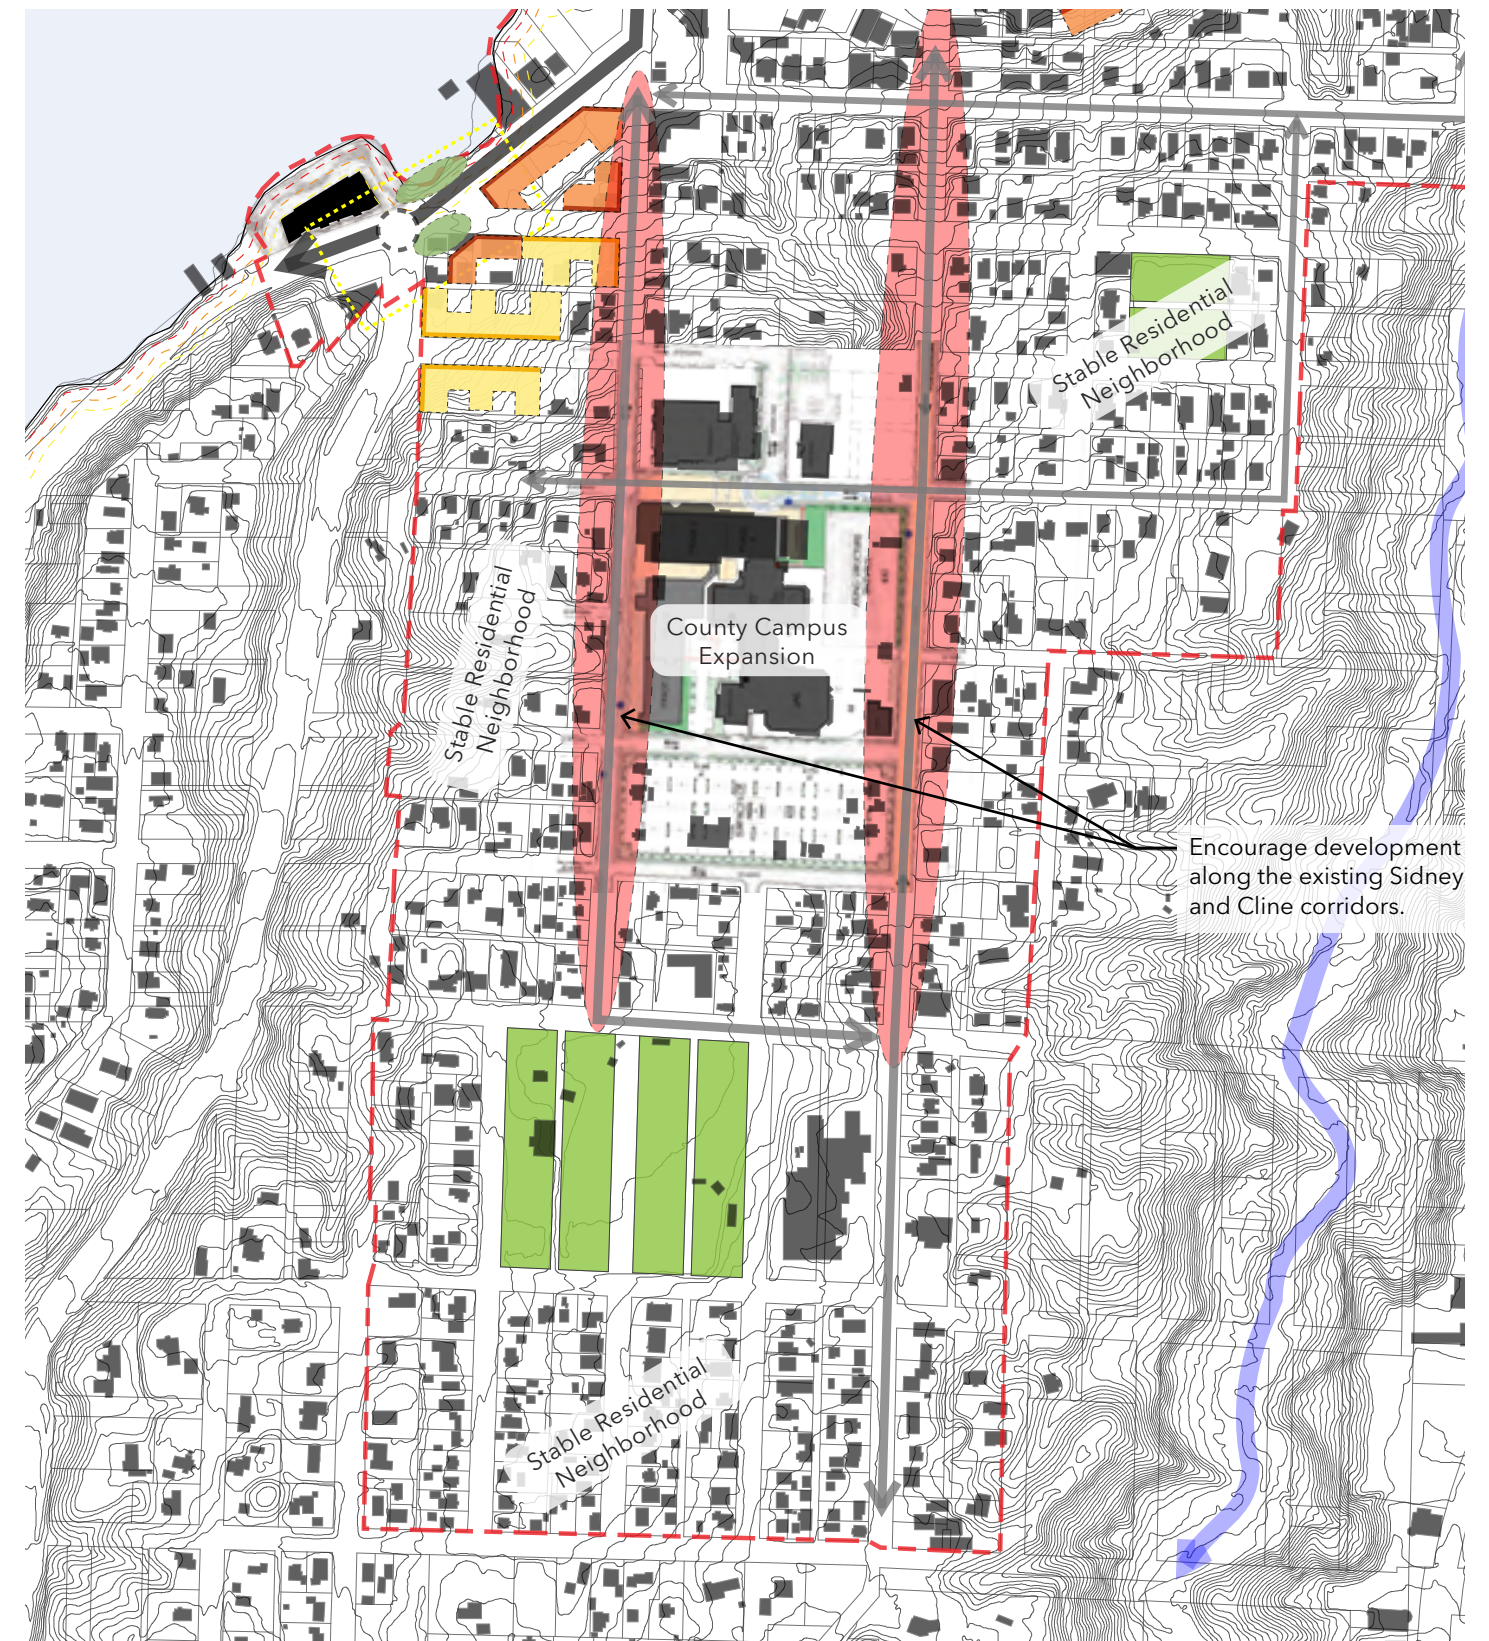 Stable Residential
Neighborhood
Stable Residential
Neighborhood
County Campus
Expansion
Encourage development
along the existing Sidney
and Cline corridors.
Stable Residential
Neighborhood